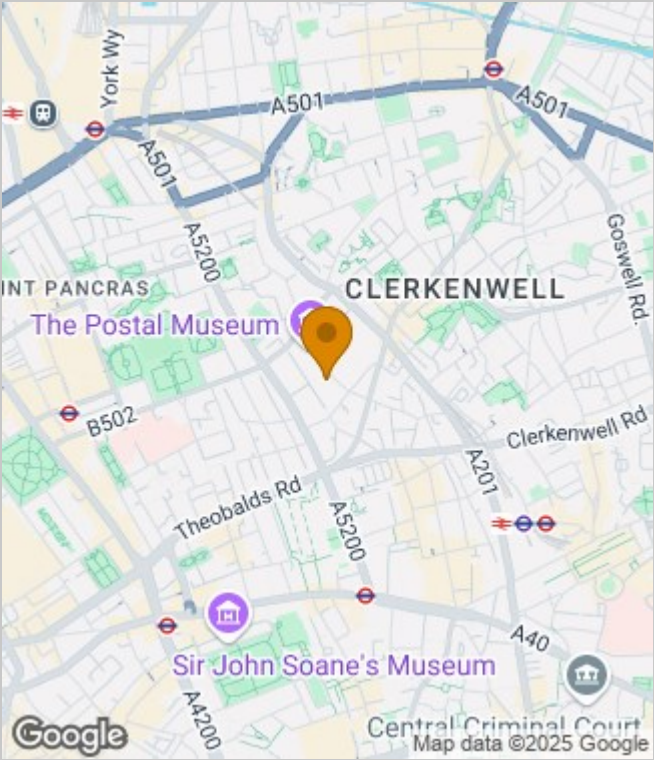 York Wy
A501
A501
A501
A5200
Goswell Rd.
INT PANCRAS
CLERKENWELL
The Postal Museum
B502
Clerkenwell Rd
A201
Theobalds Rd
A5200
A40
Sir John Soane's Museum
A4200
Central Criminal Court
Google
Map data ©2025 Google